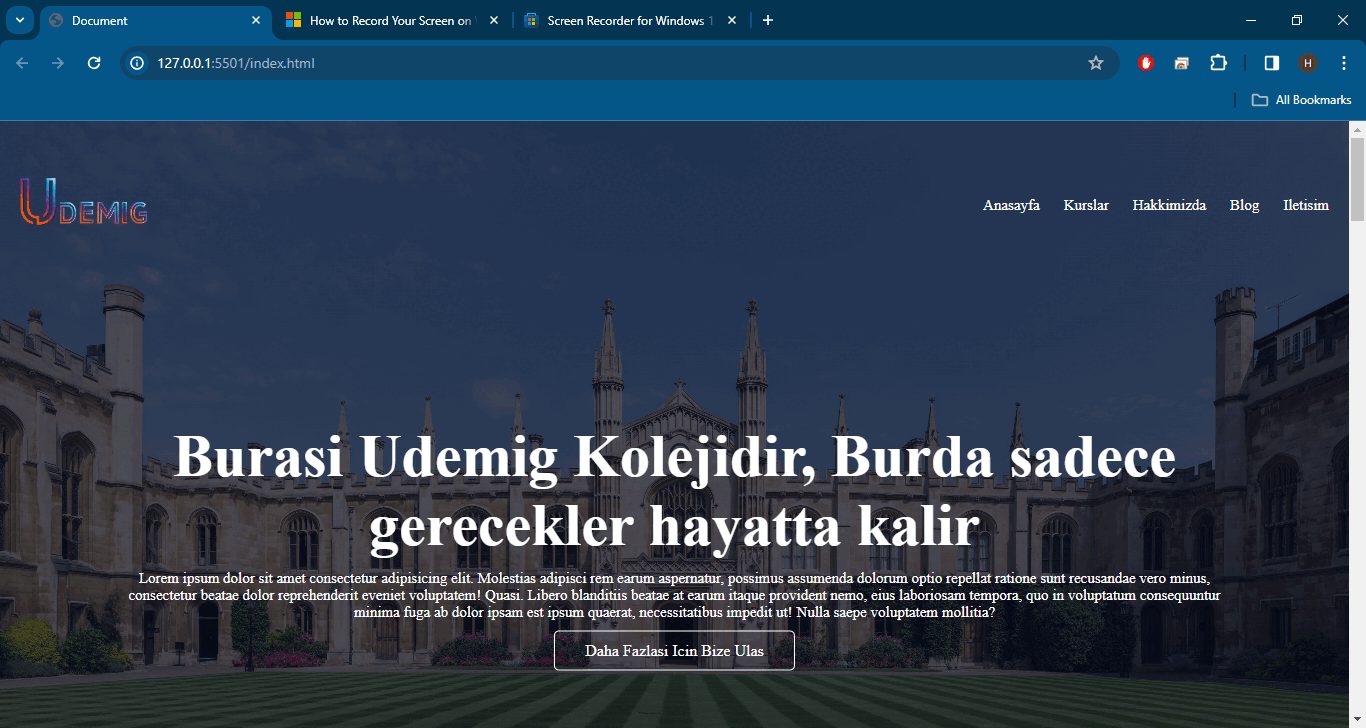 Document
How to Record Your Screen on
Screen Recorder for Windows 1
127.0.0.1:5501/index.html
H
All Bookmarks
UDEMIG
Anasayfa Kurslar Hakkimizda Blog Iletisim
Burasi Udemig Kolejidir, Burda sadece
gerecekler hayatta kalir
Lorem ipsum dolor sit amet consectetur adipisicing elit. Molestias adipisci rem earum aspernatur, possimus assumenda dolorum optio repellat ratione sunt recusandae vero minus,
consectetur beatae dolor reprehenderit eveniet voluptatem! Quasi. Libero blanditiis beatae at earum itaque provident nemo, eius laboriosam tempora, quo in voluptatum consequuntur
minima fuga ab dolor ipsam est ipsum quaerat, necessitatibus impedit ut! Nulla saepe voluptatem mollitia?
Daha Fazlasi Icin Bize Ulas